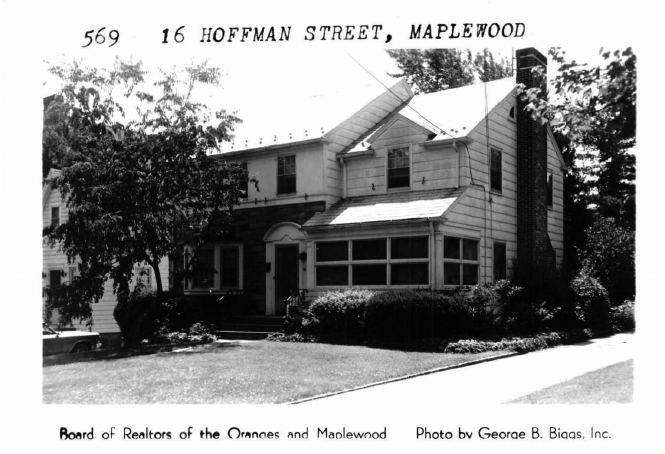 569 16 HOFFMAN STREET, MAPLEWOOD
Board of Realtors of the Oranges and Maplewood Photo by George B. Biggs, Inc.